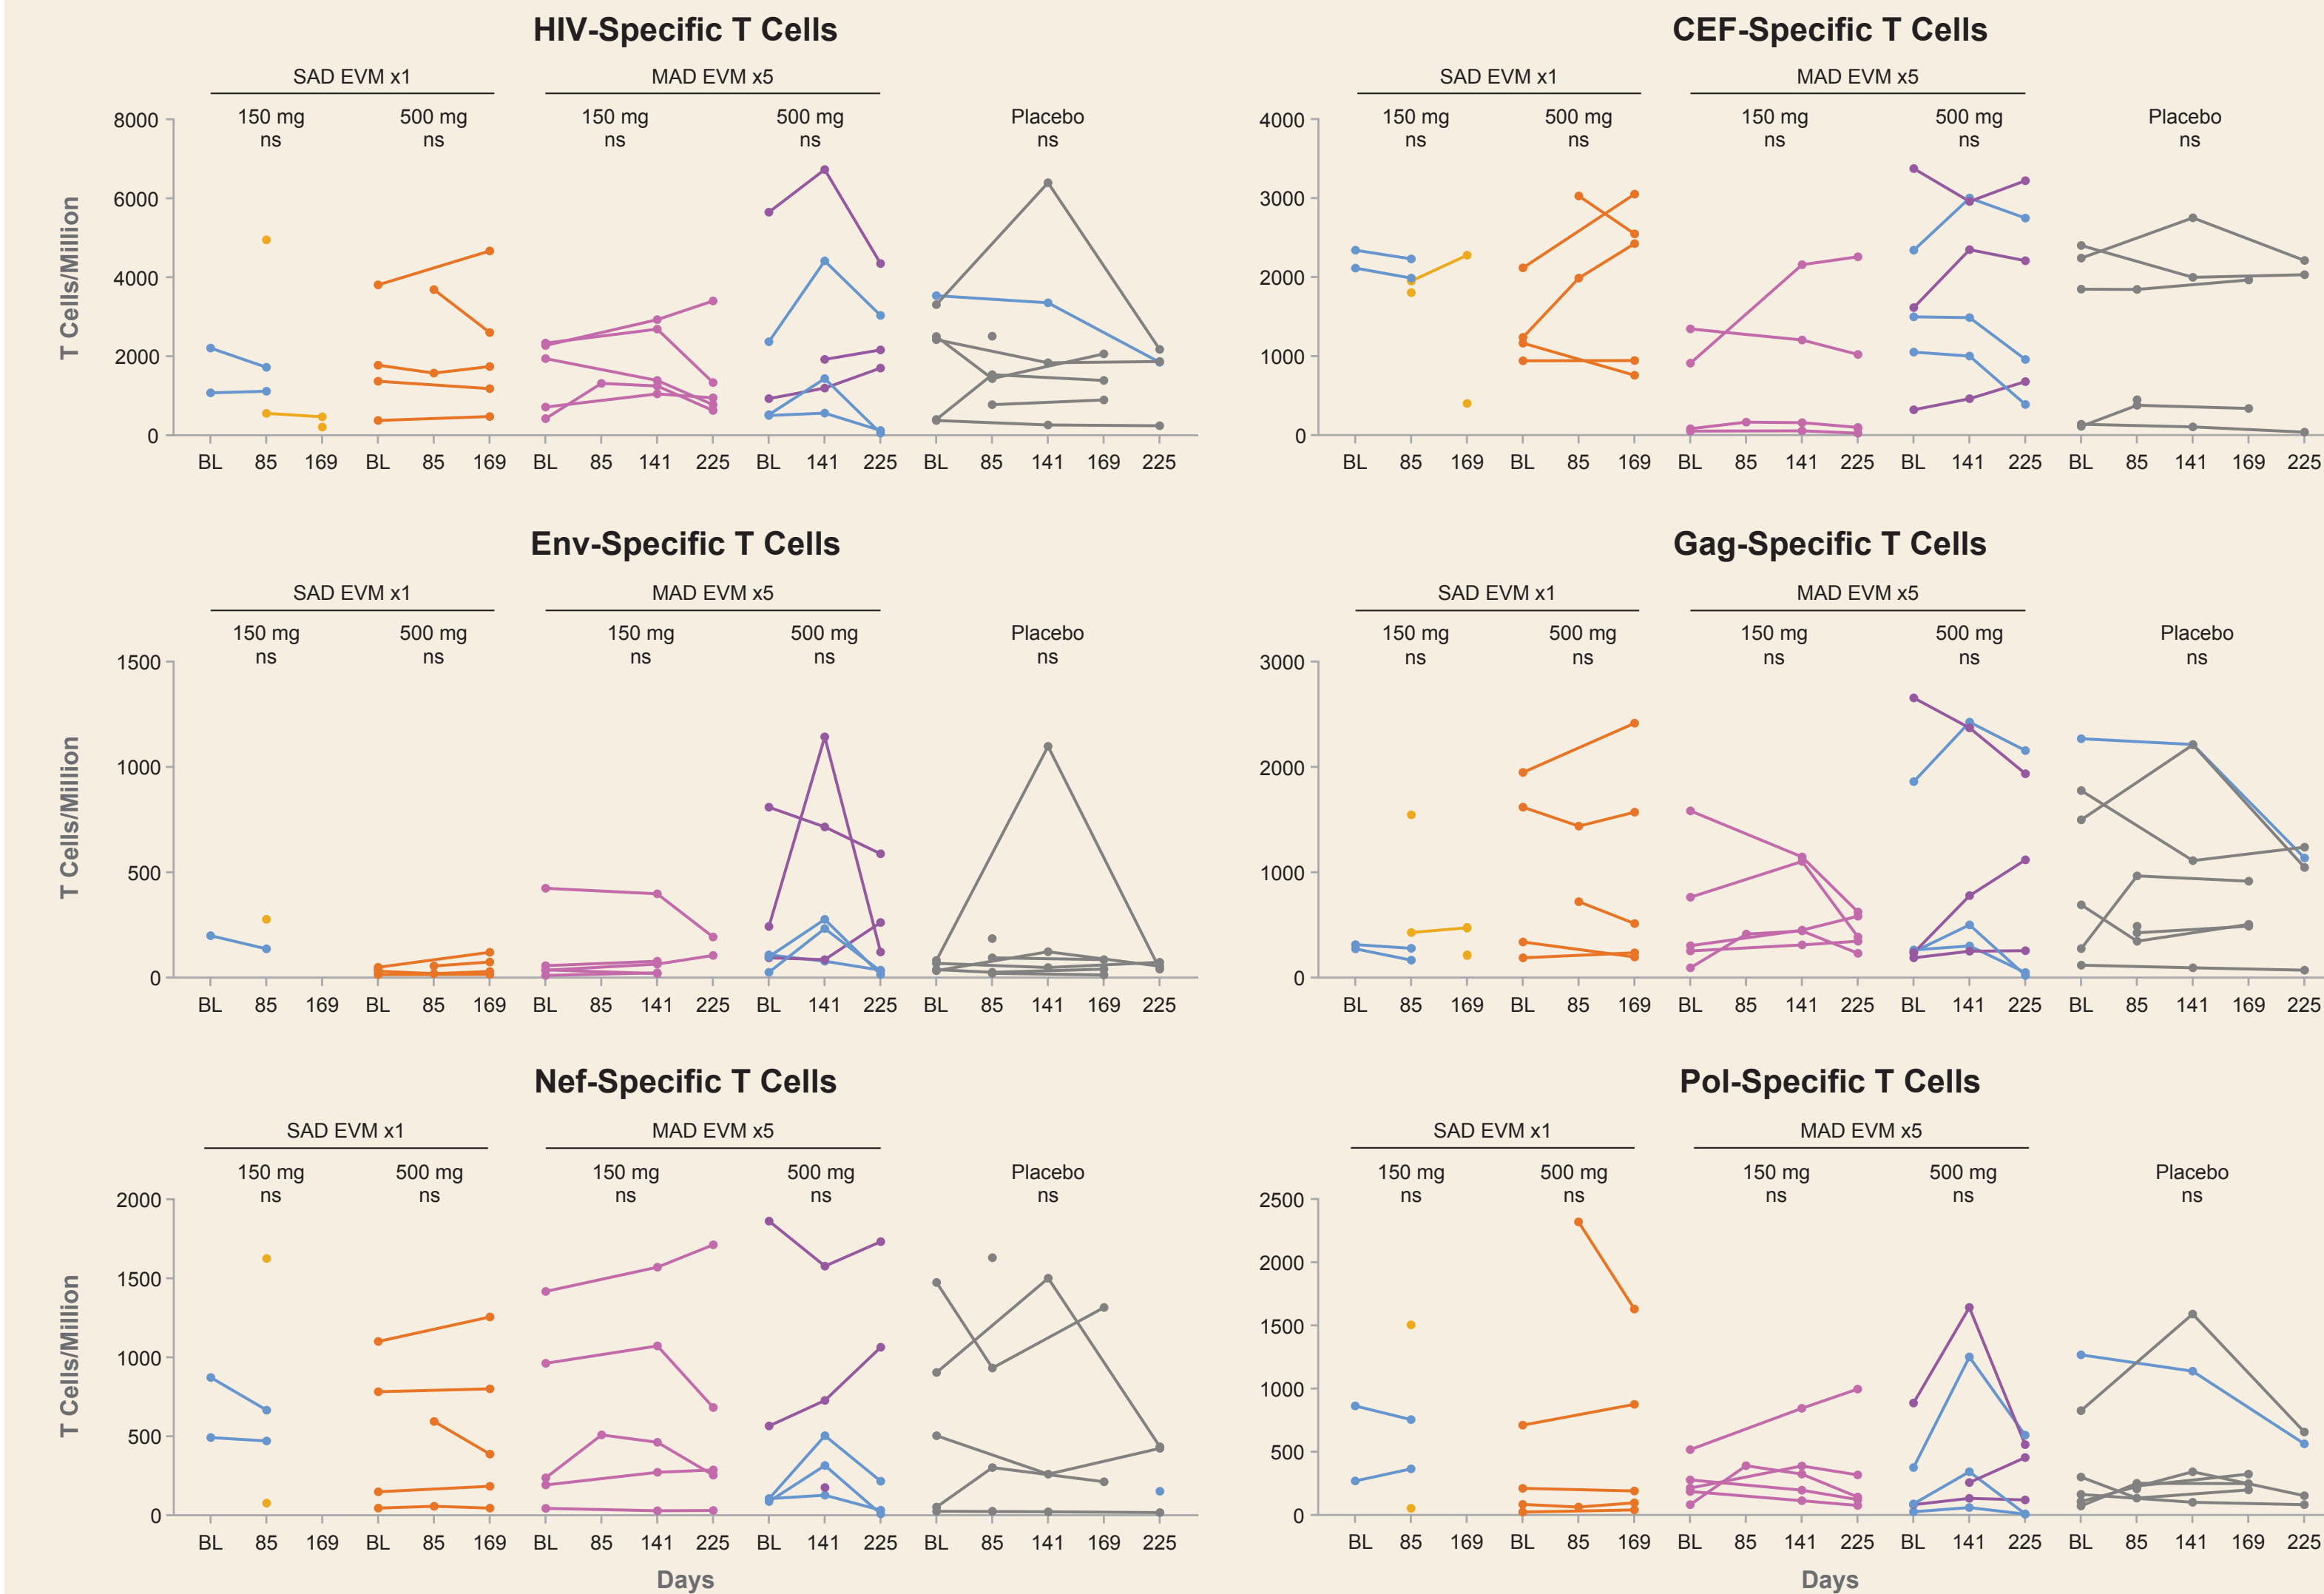 HIV-Specific T Cells
SAD EVM x1 MAD EVM x5
150 mg 500 mg 150 mg 500 mg Placebo
ns ns ns ns ns
8000
6000
4000
2000
0
T Cells/Million
BL 85 169 BL 85 169 BL 85 141 225 BL 141 225 BL 85 141 169 225
CEF-Specific T Cells
SAD EVM x1 MAD EVM x5
150 mg 500 mg 150 mg 500 mg Placebo
ns ns ns ns ns
4000
3000
2000
1000
0
BL 85 169 BL 85 169 BL 85 141 225 BL 141 225 BL 85 141 169 225
Env-Specific T Cells
SAD EVM x1 MAD EVM x5
150 mg 500 mg 150 mg 500 mg Placebo
ns ns ns ns ns
1500
1000
500
0
T Cells/Million
BL 85 169 BL 85 169 BL 85 141 225 BL 141 225 BL 85 141 169 225
Gag-Specific T Cells
SAD EVM x1 MAD EVM x5
150 mg 500 mg 150 mg 500 mg Placebo
ns ns ns ns ns
3000
2000
1000
0
BL 85 169 BL 85 169 BL 85 141 225 BL 141 225 BL 85 141 169 225
Nef-Specific T Cells
SAD EVM x1 MAD EVM x5
150 mg 500 mg 150 mg 500 mg Placebo
ns ns ns ns ns
2000
1500
1000
500
0
T Cells/Million
BL 85 169 BL 85 169 BL 85 141 225 BL 141 225 BL 85 141 169 225
Days
Pol-Specific T Cells
SAD EVM x1 MAD EVM x5
150 mg 500 mg 150 mg 500 mg Placebo
ns ns ns ns ns
2500
2000
1500
1000
500
0
BL 85 169 BL 85 169 BL 85 141 225 BL 141 225 BL 85 141 169 225
Days